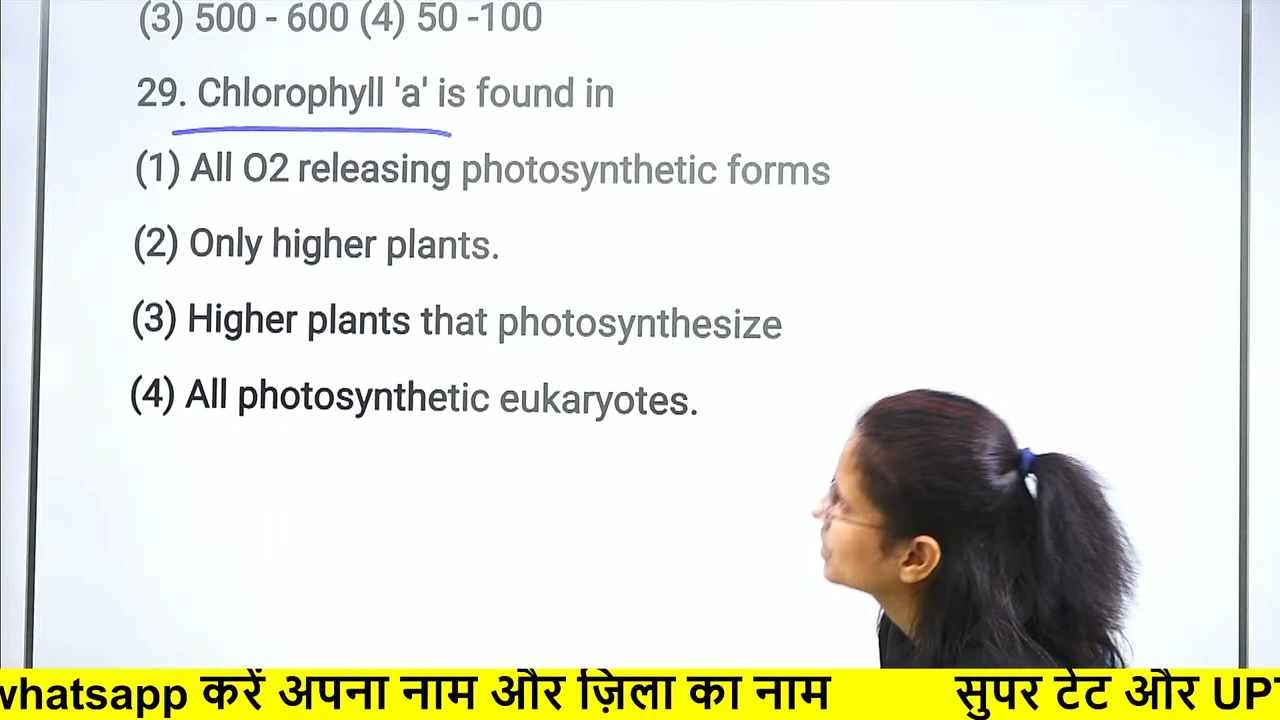 (3) 500 - 600 (4) 50 -100
29. Chlorophyll 'a' is found in
(1) All O2 releasing photosynthetic forms
(2) Only higher plants.
(3) Higher plants that photosynthesize
(4) All photosynthetic eukaryotes.
whatsapp करें अपना नाम और ज़िला का नाम सुपर टेट और